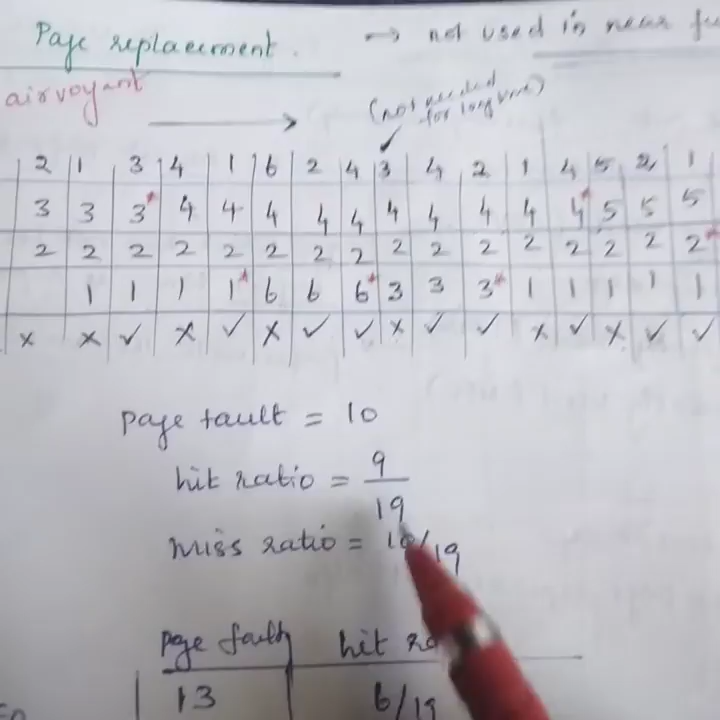 Page replacement. → not used in near fu
airvoyant → (not needed for long time)
2 1 3 4 1 6 2 4 3 4 2 1 4 5 2 1
3 3 3* 4 4 4 4 4 4 4 4 4 4* 5 5 5
2 2 2 2 2 2 2 2 2 2 2 2 2 2 2 2*
1 1 1 1* 6 6 6* 3 3 3* 1 1 1 1 1
x x ✓ x ✓ x ✓ ✓ x ✓ ✓ x ✓ x ✓ ✓
Page fault = 10
hit ratio = 9/19
Miss ratio = 10/19
Page fault hit ra
13 6/19